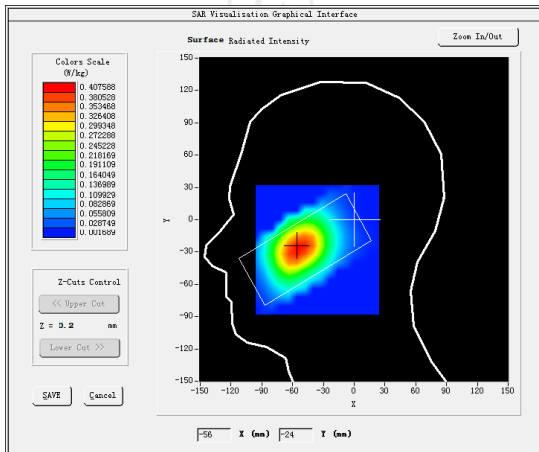 SAR Visualisation Graphical Interface
Surface Radiated Intensity
Zoom In/Out
Colors Scale
(W/kg)
0.407588
0.380528
0.353468
0.326408
0.299348
0.272288
0.245228
0.218169
0.191109
0.164049
0.136989
0.109929
0.082869
0.055809
0.028749
0.001689
150
120
90
60
30
0
-30
-60
-90
-120
-150
Y
-150 -120 -90 -60 -30 0 30 60 90 120 150
X
Z-Cuts Control
<< Upper Cut
Z = 0.2 mm
Lower Cut >>
SAVE Cancel
-56 X (mm) -24 Y (mm)